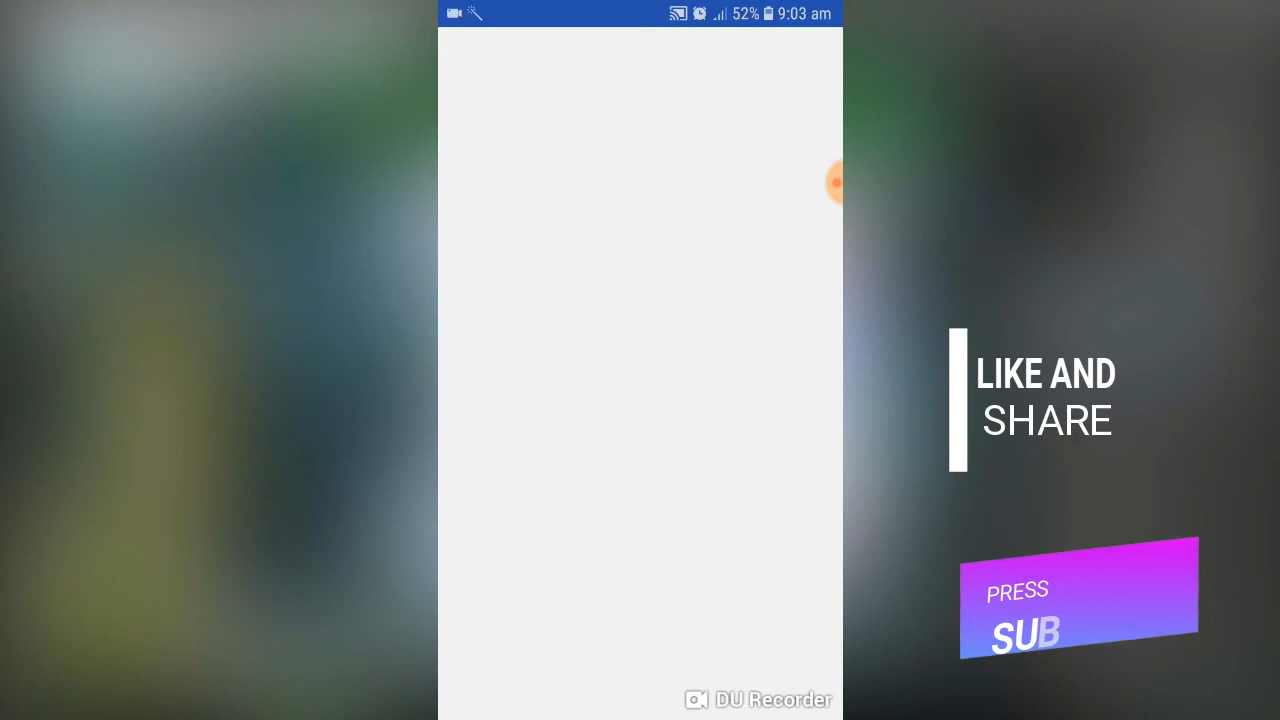 52% 9:03 am
LIKE AND
SHARE
PRESS
SUB
DU Recorder